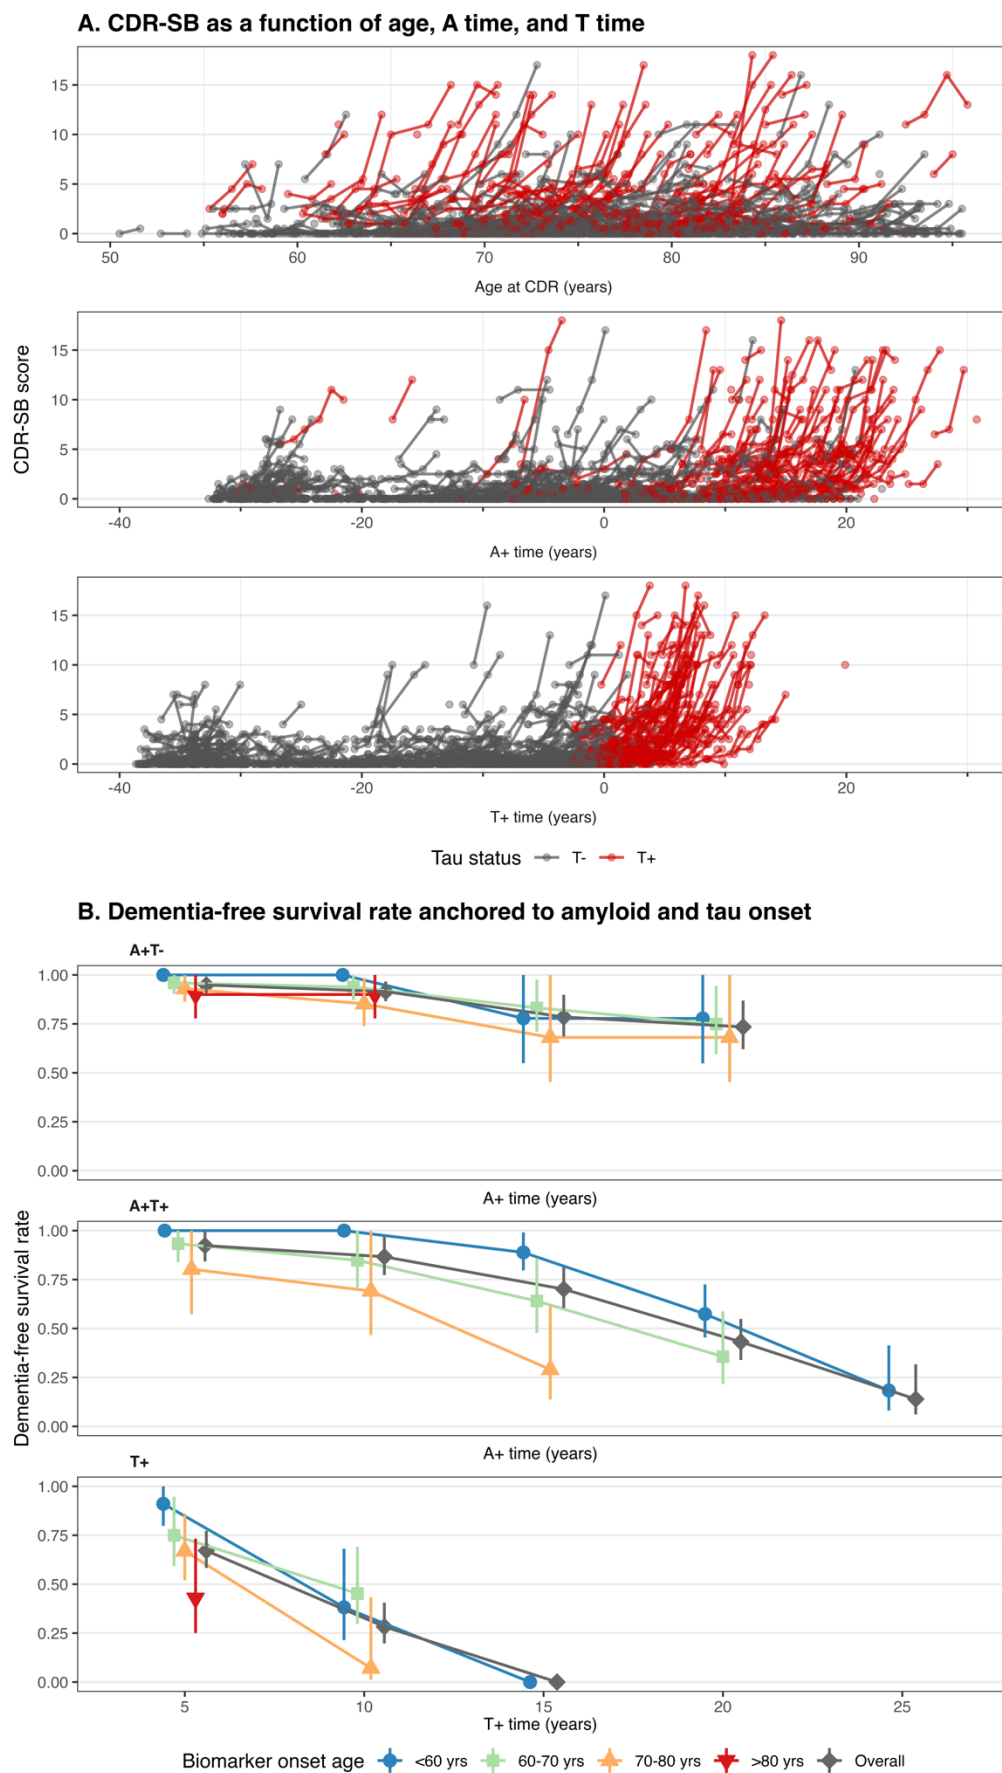 A. CDR-SB as a function of age, A time, and T time
15
10
5
0
50 60 70 80 90
Age at CDR (years)
CDR-SB score
15
10
5
0
-40 -20 0 20
A+ time (years)
15
10
5
0
-40 -20 0 20
T+ time (years)
Tau status T- T+
B. Dementia-free survival rate anchored to amyloid and tau onset
A+T-
1.00
0.75
0.50
0.25
0.00
A+ time (years)
Dementia-free survival rate
A+T+
1.00
0.75
0.50
0.25
0.00
A+ time (years)
T+
1.00
0.75
0.50
0.25
0.00
5 10 15 20 25
T+ time (years)
Biomarker onset age <60 yrs 60-70 yrs 70-80 yrs >80 yrs Overall